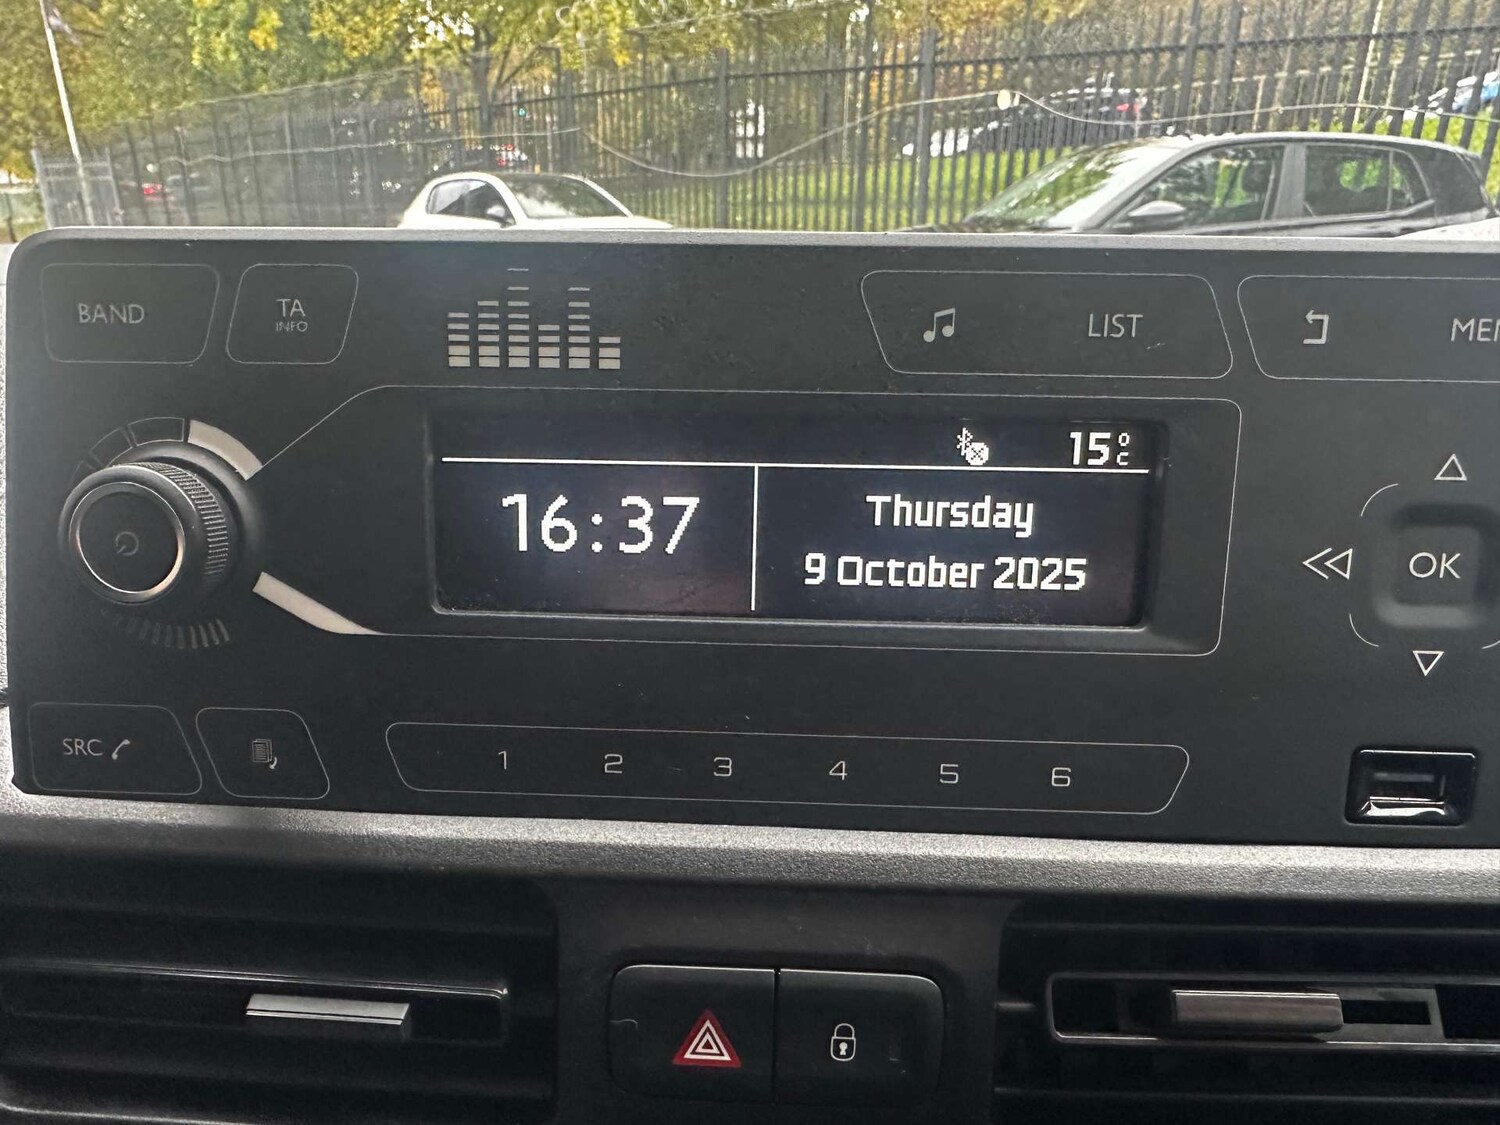 BAND
TA
INFO
LIST
15°C
16:37
Thursday
9 October 2025
OK
SRC
1 2 3 4 5 6